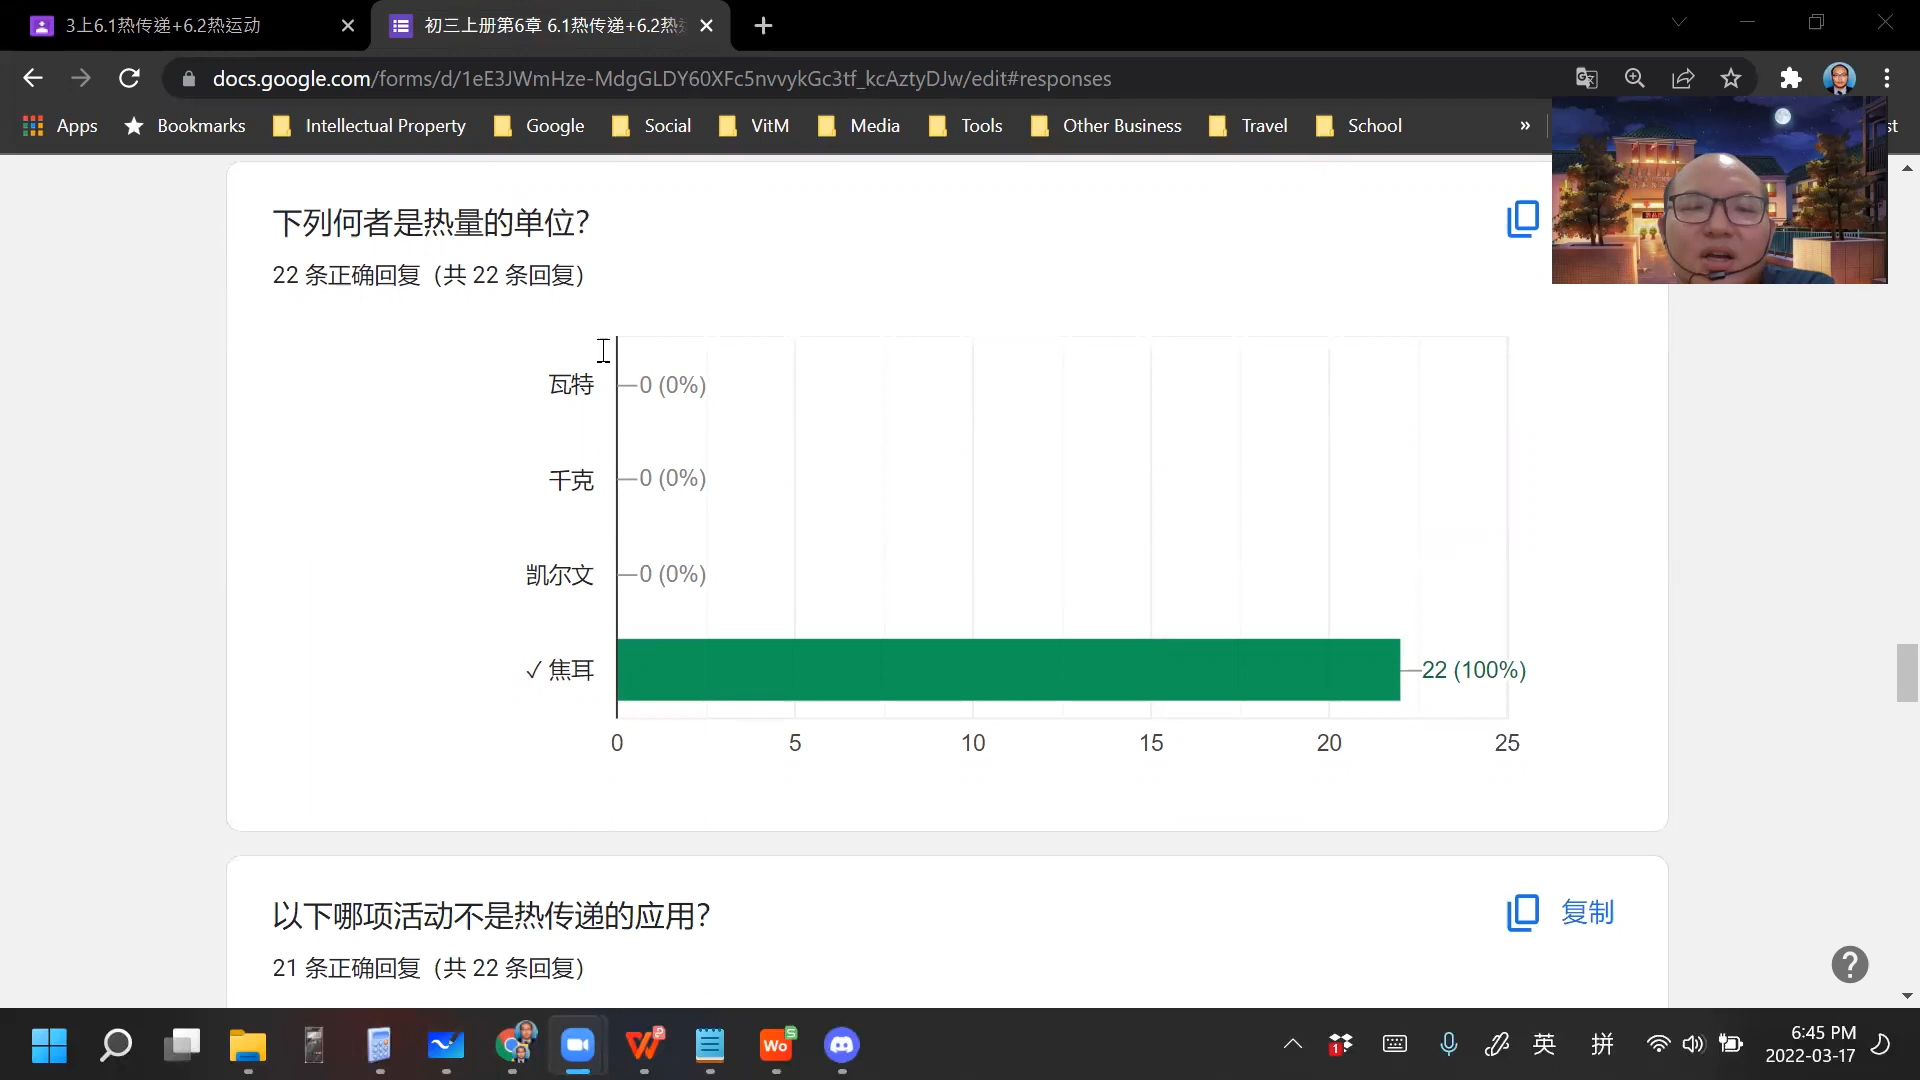 3上6.1热传递+6.2热运动
初三上册第6章 6.1热传递+6.2热
docs.google.com/forms/d/1eE3JWmHze-MdgGLDY60XFc5nvvykGc3tf_kcAztyDJw/edit#responses
Apps
Bookmarks
Intellectual Property
Google
Social
VitM
Media
Tools
Other Business
Travel
School
»
st
下列何者是热量的单位？
22 条正确回复（共 22 条回复）
瓦特
0 (0%)
千克
0 (0%)
凯尔文
0 (0%)
✓ 焦耳
22 (100%)
0 5 10 15 20 25
以下哪项活动不是热传递的应用？
复制
21 条正确回复（共 22 条回复）
Wo
1
英
拼
6:45 PM
2022-03-17